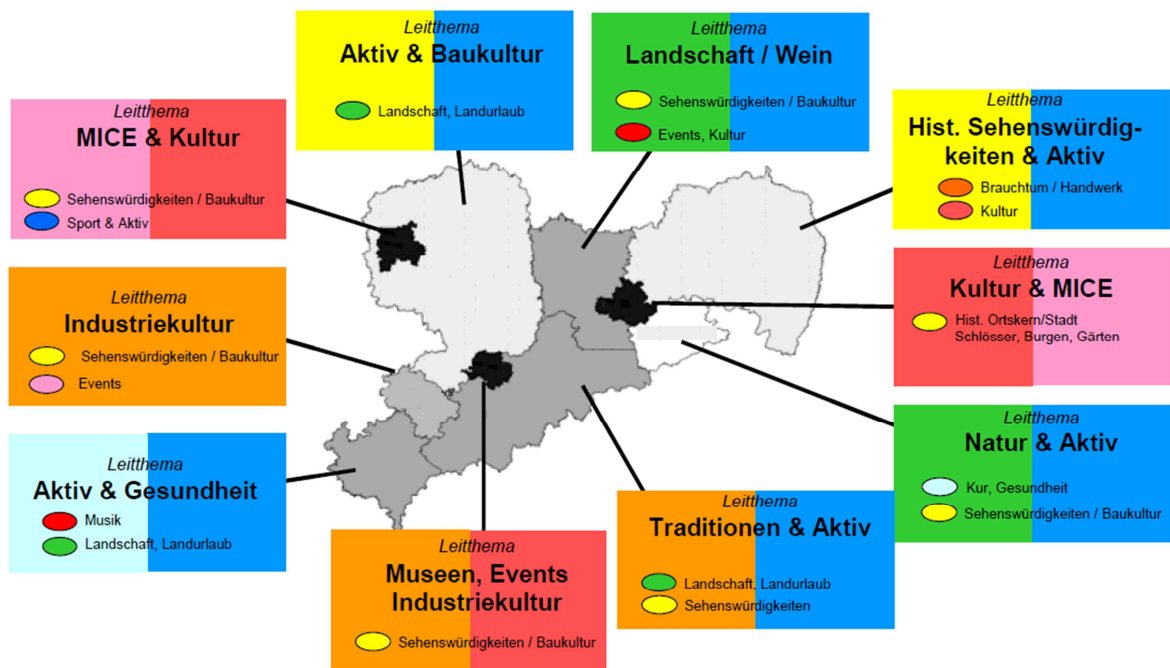 Leitthema
Aktiv & Baukultur
Landschaft, Landurlaub
Leitthema
Landschaft / Wein
Sehenswürdigkeiten / Baukultur
Events, Kultur
Leitthema
MICE & Kultur
Sehenswürdigkeiten / Baukultur
Sport & Aktiv
Leitthema
Hist. Sehenswürdig-
keiten & Aktiv
Brauchtum / Handwerk
Kultur
Leitthema
Industriekultur
Sehenswürdigkeiten / Baukultur
Events
Leitthema
Kultur & MICE
Hist. Ortskern/Stadt
Schlösser, Burgen, Gärten
Leitthema
Aktiv & Gesundheit
Musik
Landschaft, Landurlaub
Leitthema
Natur & Aktiv
Kur, Gesundheit
Sehenswürdigkeiten / Baukultur
Leitthema
Museen, Events
Industriekultur
Sehenswürdigkeiten / Baukultur
Leitthema
Traditionen & Aktiv
Landschaft, Landurlaub
Sehenswürdigkeiten